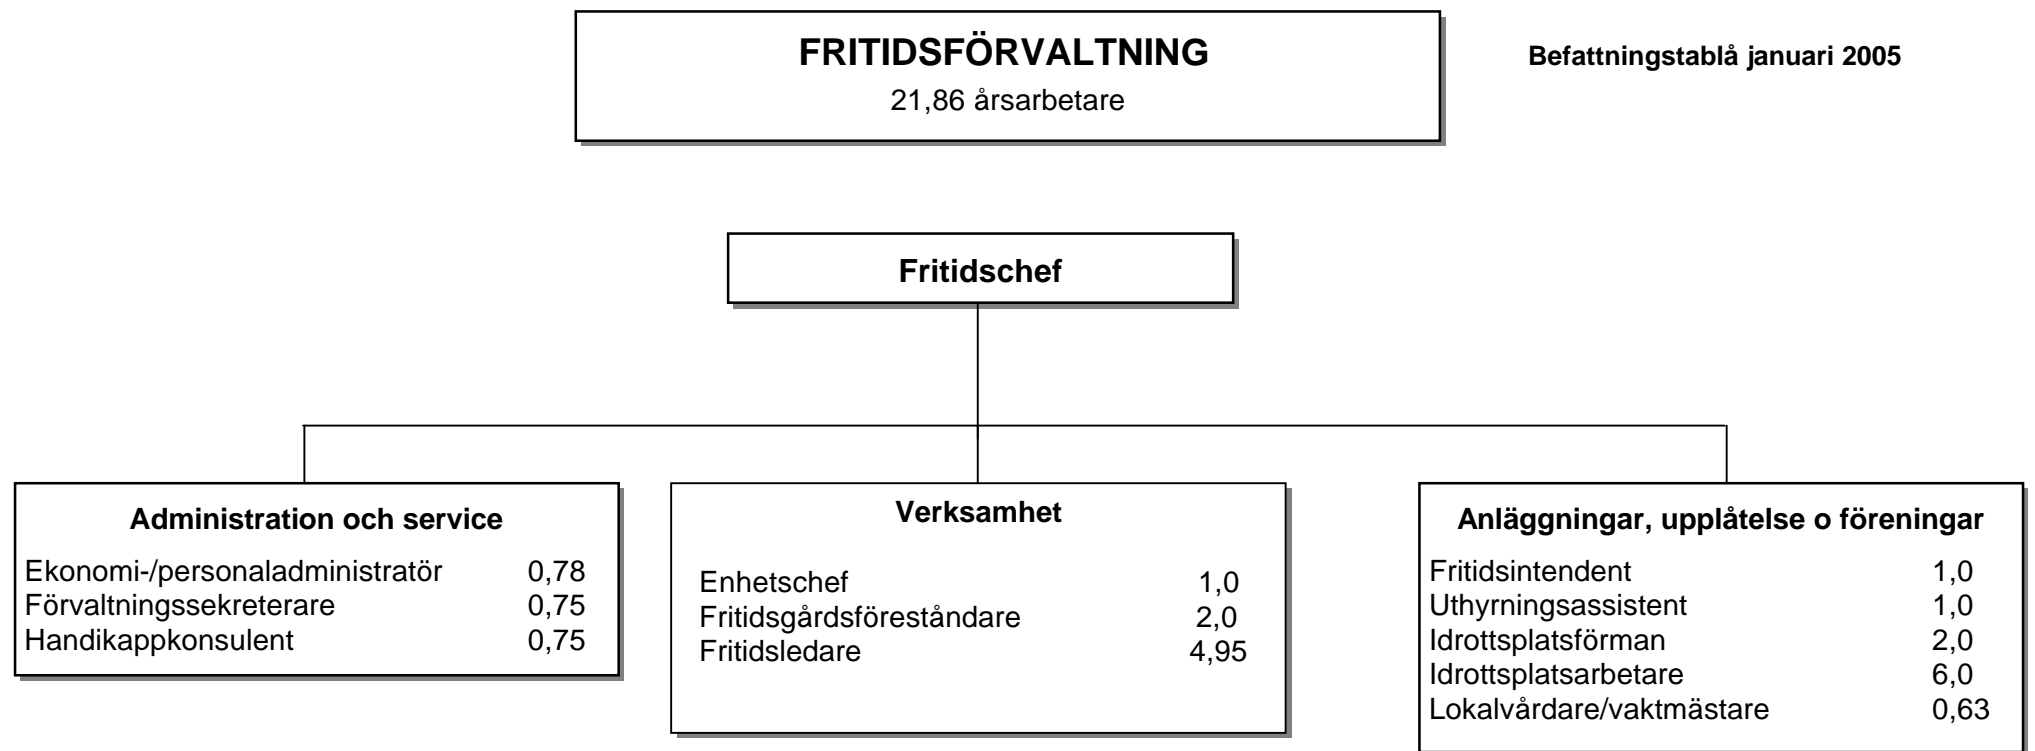 FRITIDSFÖRVALTNING
21,86 årsarbetare
Befattningstablå januari 2005
Fritidschef
Administration och service
Ekonomi-/personaladministratör 0,78
Förvaltningssekreterare 0,75
Handikappkonsulent 0,75
Verksamhet
Enhetschef 1,0
Fritidsgårdsföreståndare 2,0
Fritidsledare 4,95
Anläggningar, upplåtelse o föreningar
Fritidsintendent 1,0
Uthyrningsassistent 1,0
Idrottsplatsförman 2,0
Idrottsplatsarbetare 6,0
Lokalvårdare/vaktmästare 0,63